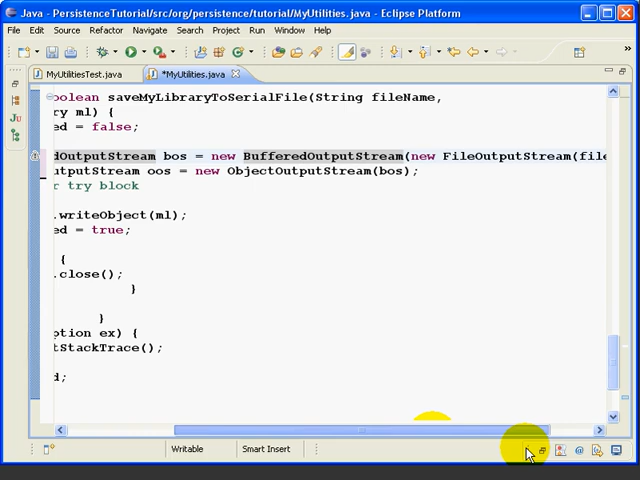 Java - PersistenceTutorial/src/org/persistence/tutorial/MyUtilities.java - Eclipse Platform
File Edit Source Refactor Navigate Search Project Run Window Help
MyUtilitiesTest.java *MyUtilities.java
oolean saveMyLibraryToSerialFile(String fileName,
ry ml) {
ed = false;
dOutputStream bos = new BufferedOutputStream(new FileOutputStream(file
utputStream oos = new ObjectOutputStream(bos);
r try block
.writeObject(ml);
ed = true;
{
.close();
}
}
ption ex) {
tStackTrace();
d;
Writable Smart Insert